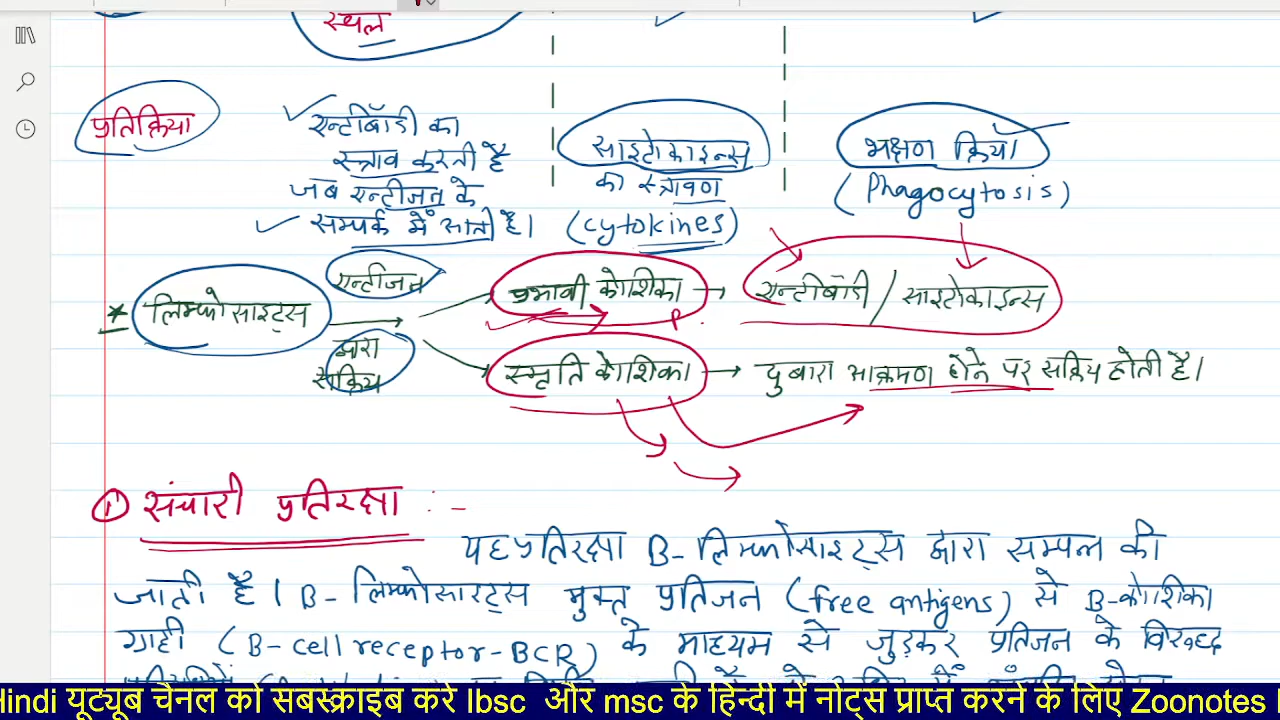 स्थल
प्रतिक्रिया
एन्टीबॉडी का
स्त्राव करती है
जब एन्टीजन के
सम्पर्क में आती है।
साइटोकाइन्स
का स्त्रावण
(cytokines)
भक्षण क्रिया
(Phagocytosis)
* लिम्फोसाइट्स
एन्टीजन
द्वारा
सक्रिय
प्रभावी कोशिका → एन्टीबॉडी / साइटोकाइन्स
P.
स्मृति कोशिका → दुबारा आक्रमण होने पर सक्रिय होती है।
① संचारी प्रतिरक्षा :-
यह प्रतिरक्षा B-लिम्फोसाइट्स द्वारा सम्पन्न की
जाती है। B-लिम्फोसाइट्स मुक्त प्रतिजन (free antigens) से B-कोशिका
ग्राही (B-cell receptor-BCR) के माध्यम से जुड़कर प्रतिजन के विरुद्ध
Hindi यूट्यूब चैनल को सबस्क्राइब करे Ibsc और msc के हिन्दी में नोट्स प्राप्त करने के लिए Zoonotes